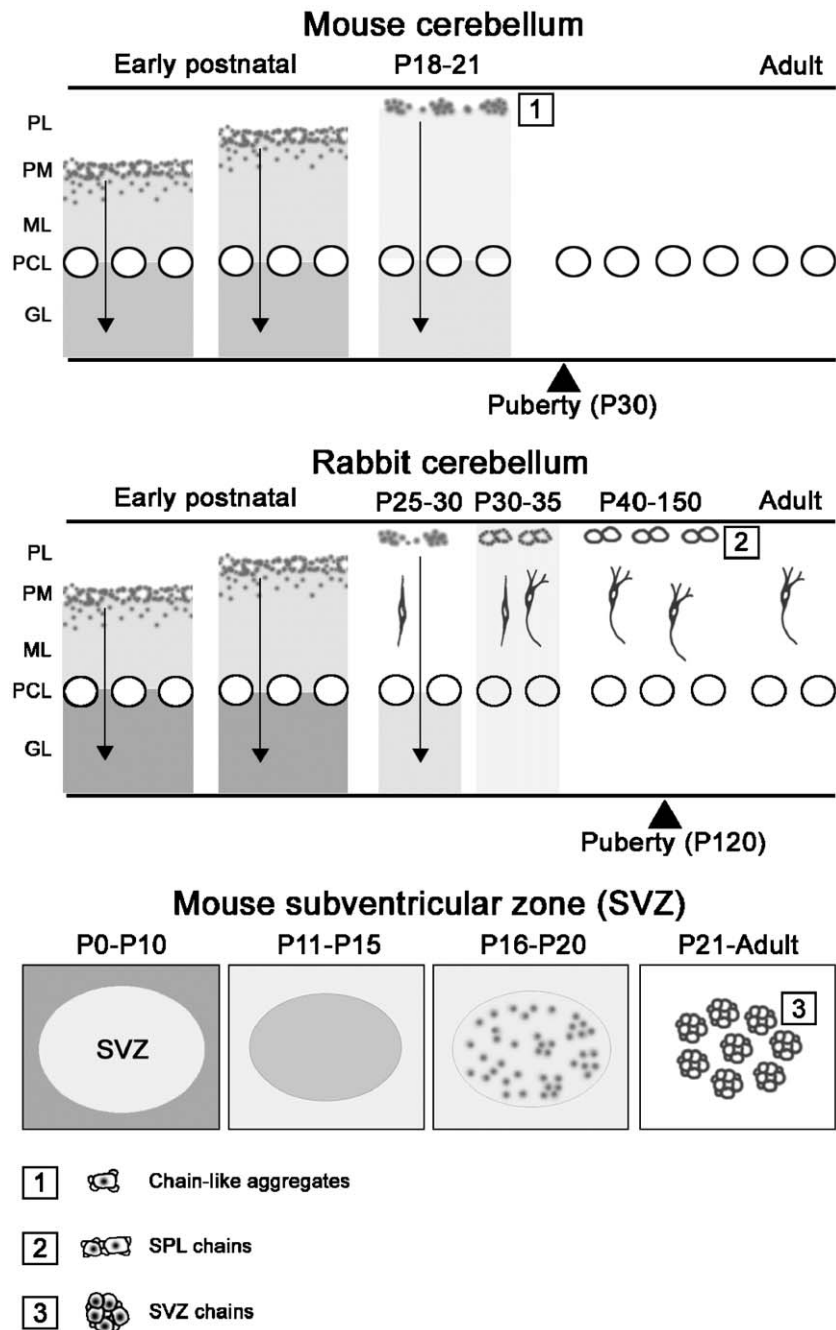 Mouse cerebellum
Early postnatal P18-21 Adult
1
PL
PM
ML
PCL
GL
Puberty (P30)
Rabbit cerebellum
Early postnatal P25-30 P30-35 P40-150 Adult
2
PL
PM
ML
PCL
GL
Puberty (P120)
Mouse subventricular zone (SVZ)
P0-P10 P11-P15 P16-P20 P21-Adult
3
SVZ
1 Chain-like aggregates
2 SPL chains
3 SVZ chains